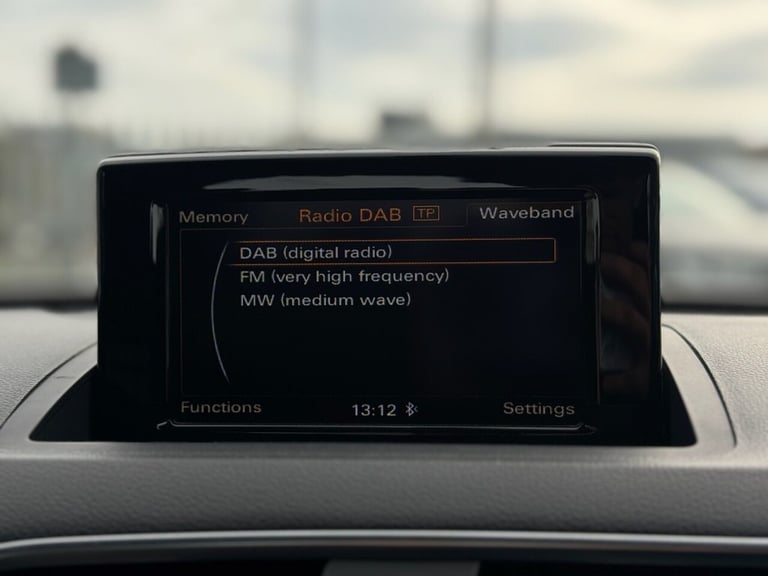 Memory Radio DAB TP Waveband
DAB (digital radio)
FM (very high frequency)
MW (medium wave)
Functions 13:12 Settings